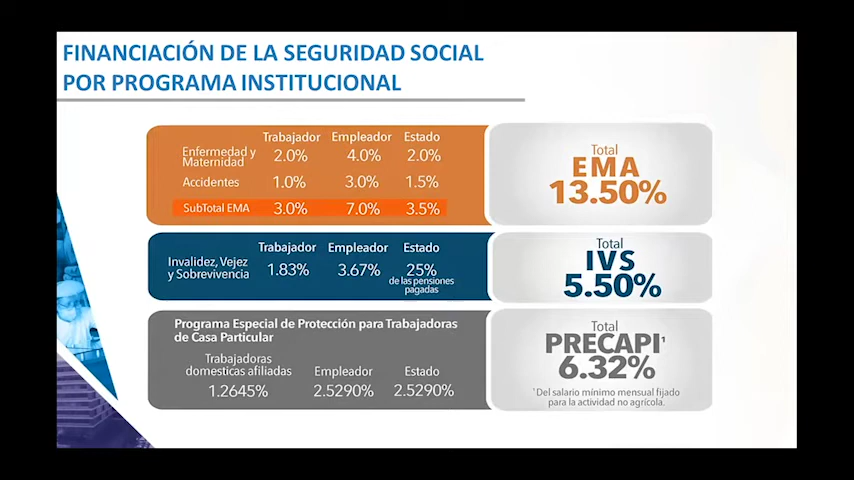 FINANCIACIÓN DE LA SEGURIDAD SOCIAL
POR PROGRAMA INSTITUCIONAL
Trabajador Empleador Estado
Enfermedad y
Maternidad 2.0% 4.0% 2.0%
Accidentes 1.0% 3.0% 1.5%
SubTotal EMA 3.0% 7.0% 3.5%
Total
EMA
13.50%
Trabajador Empleador Estado
Invalidez, Vejez
y Sobrevivencia 1.83% 3.67% 25%
de las pensiones
pagadas
Total
IVS
5.50%
Programa Especial de Protección para Trabajadoras
de Casa Particular
Trabajadoras
domesticas afiliadas Empleador Estado
1.2645% 2.5290% 2.5290%
Total
PRECAPI¹
6.32%
¹Del salario mínimo mensual fijado
para la actividad no agrícola.